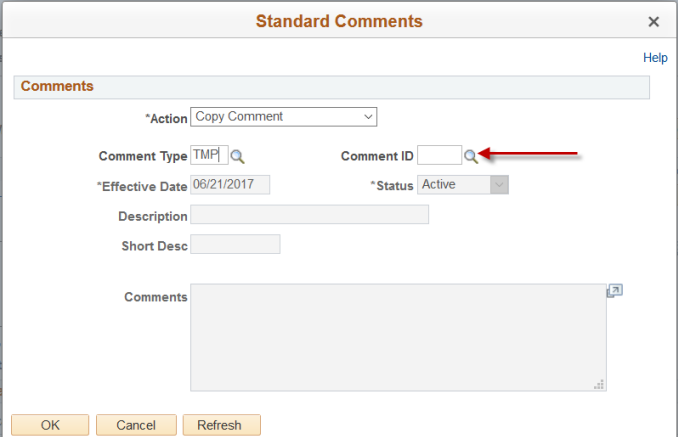 Standard Comments
Help
Comments
*Action Copy Comment
Comment Type TMP Comment ID
*Effective Date 06/21/2017 *Status Active
Description
Short Desc
Comments
OK Cancel Refresh